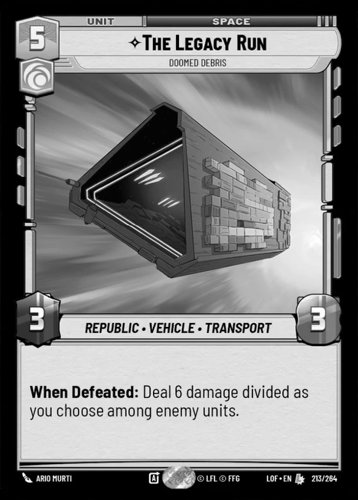 UNIT
SPACE
5
THE LEGACY RUN
DOOMED DEBRIS
3
REPUBLIC • VEHICLE • TRANSPORT
3
When Defeated: Deal 6 damage divided as
you choose among enemy units.
ARIO MURTI
© LFL © FFG
LOF • EN
213/264